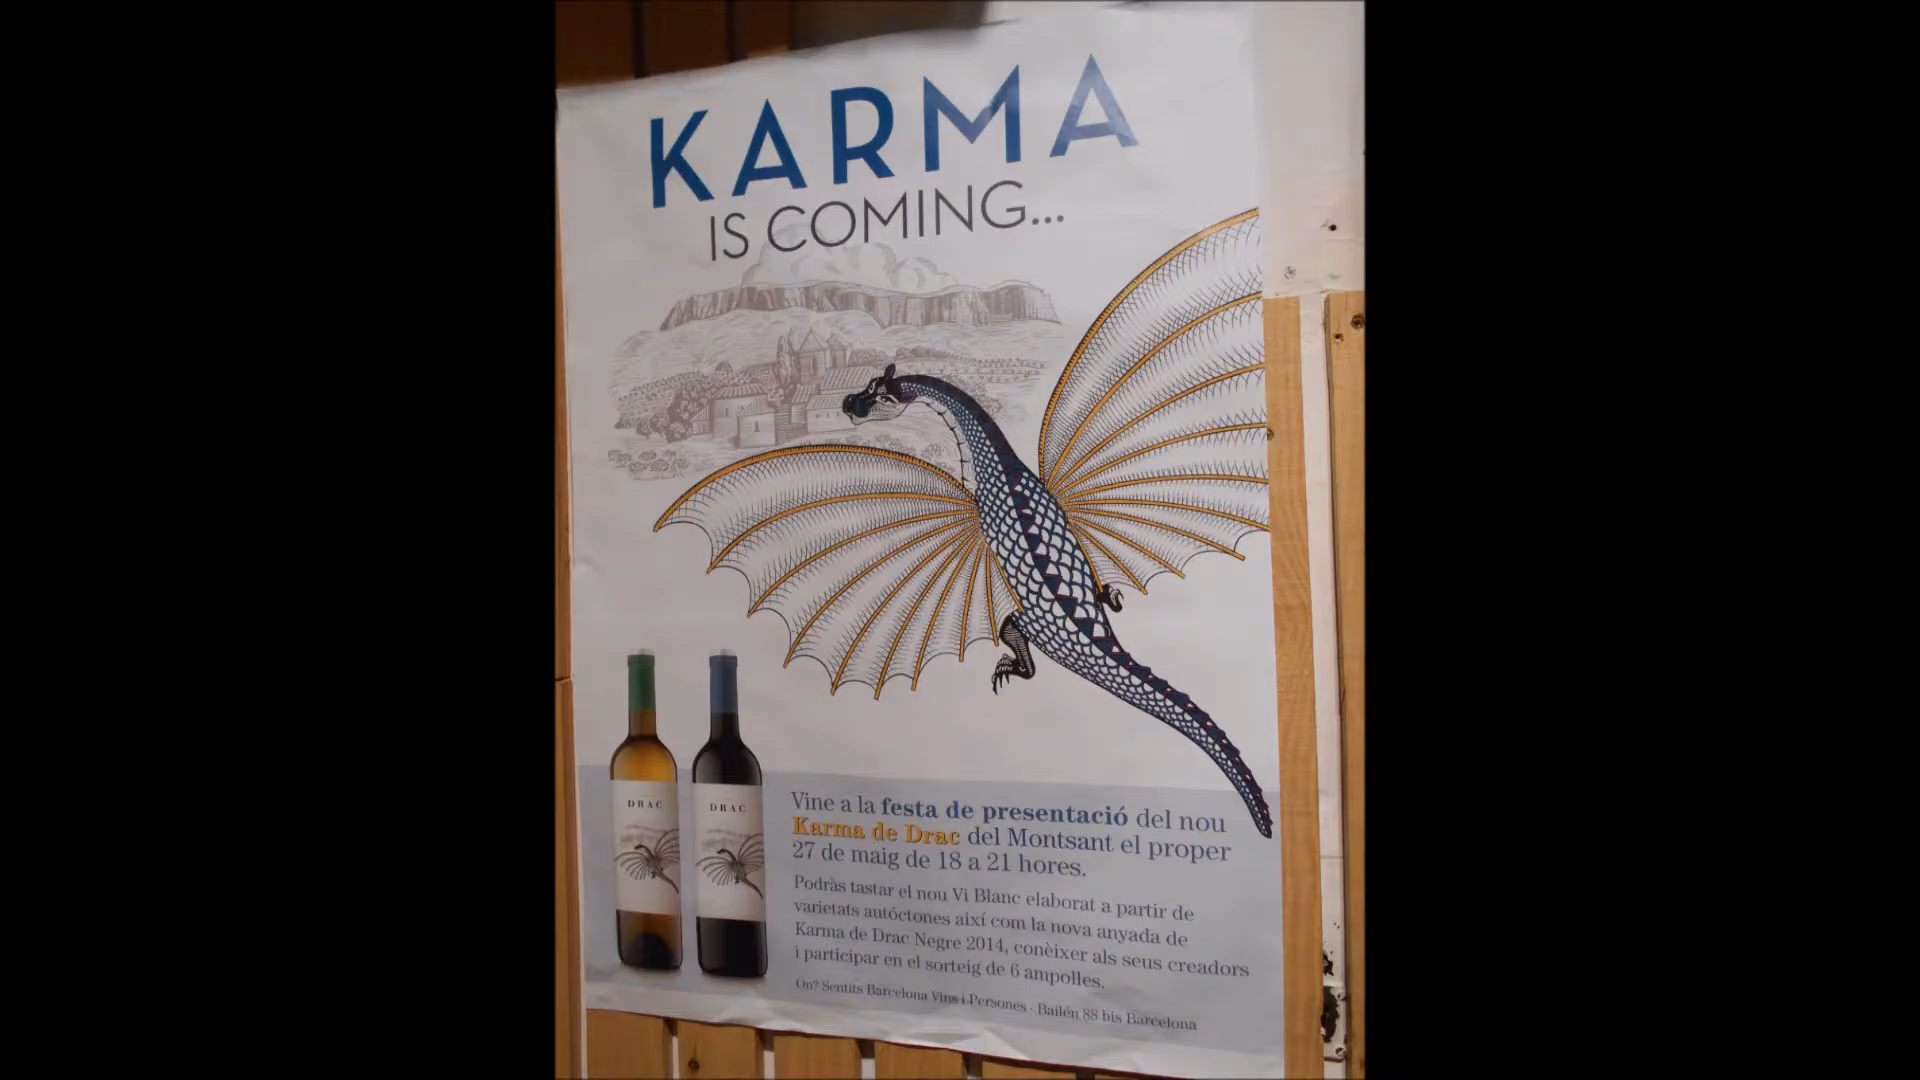 KARMA
IS COMING...
DRAC
DRAC
Vine a la festa de presentació del nou
Karma de Drac del Montsant el proper
27 de maig de 18 a 21 hores.
Podràs tastar el nou Vi Blanc elaborat a partir de
varietats autóctones així com la nova anyada de
Karma de Drac Negre 2014, conèixer als seus creadors
i participar en el sorteig de 6 ampolles.
On? Sentits Barcelona Vins i Persones · Bailén 88 bis Barcelona